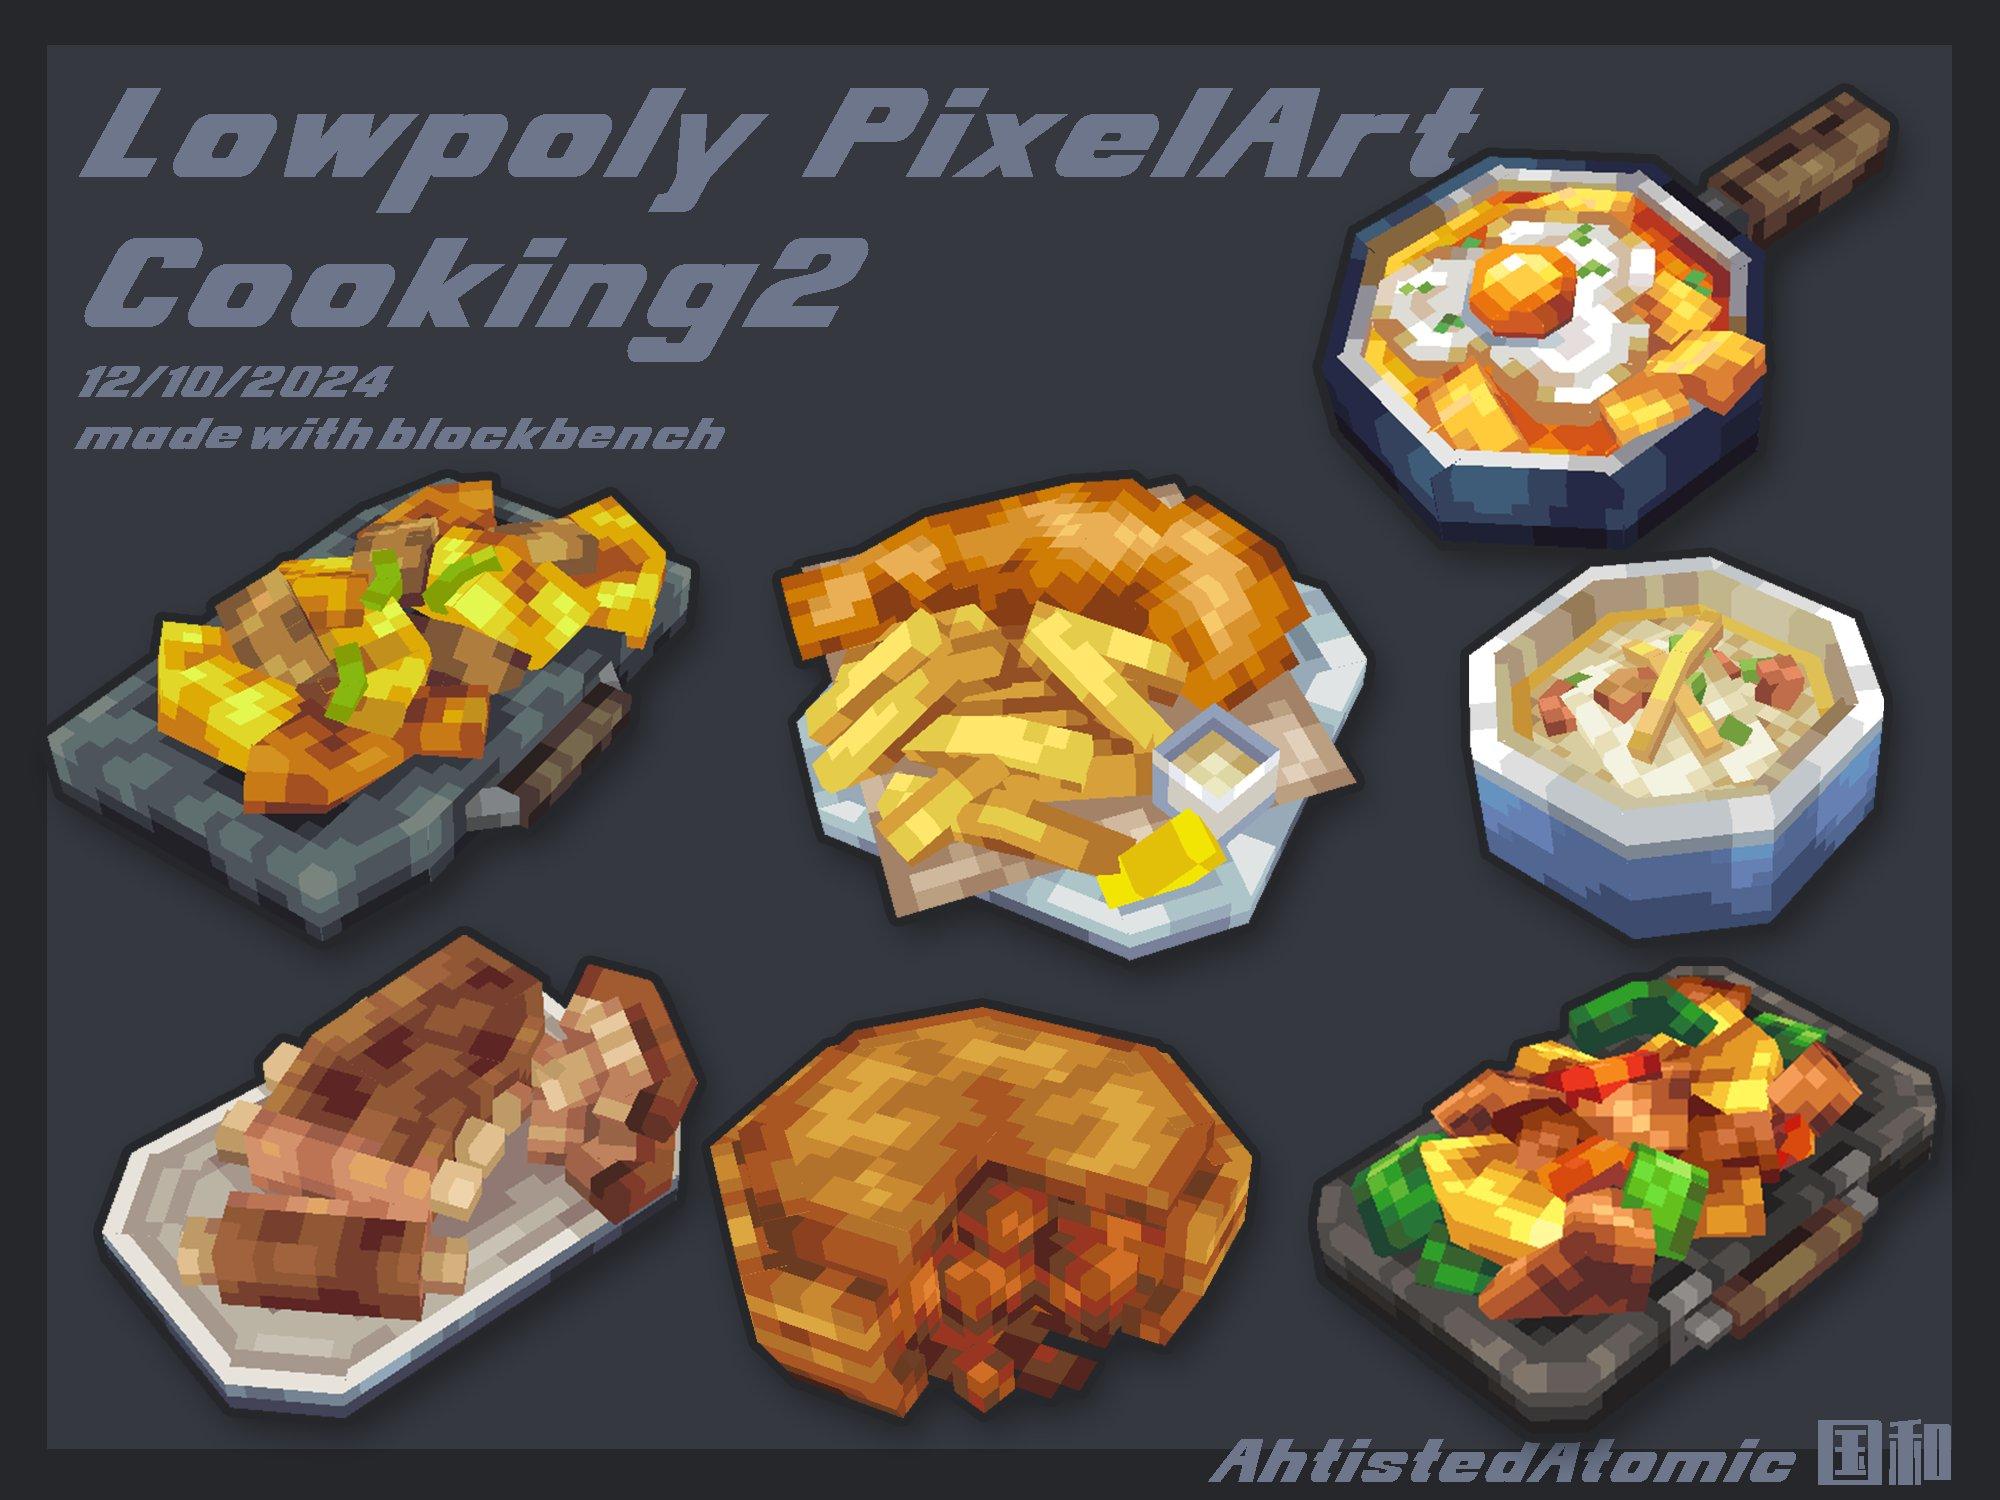 Lowpoly PixelArt
Cooking2
12/10/2024
made with blockbench
AhtistedAtomic 国和